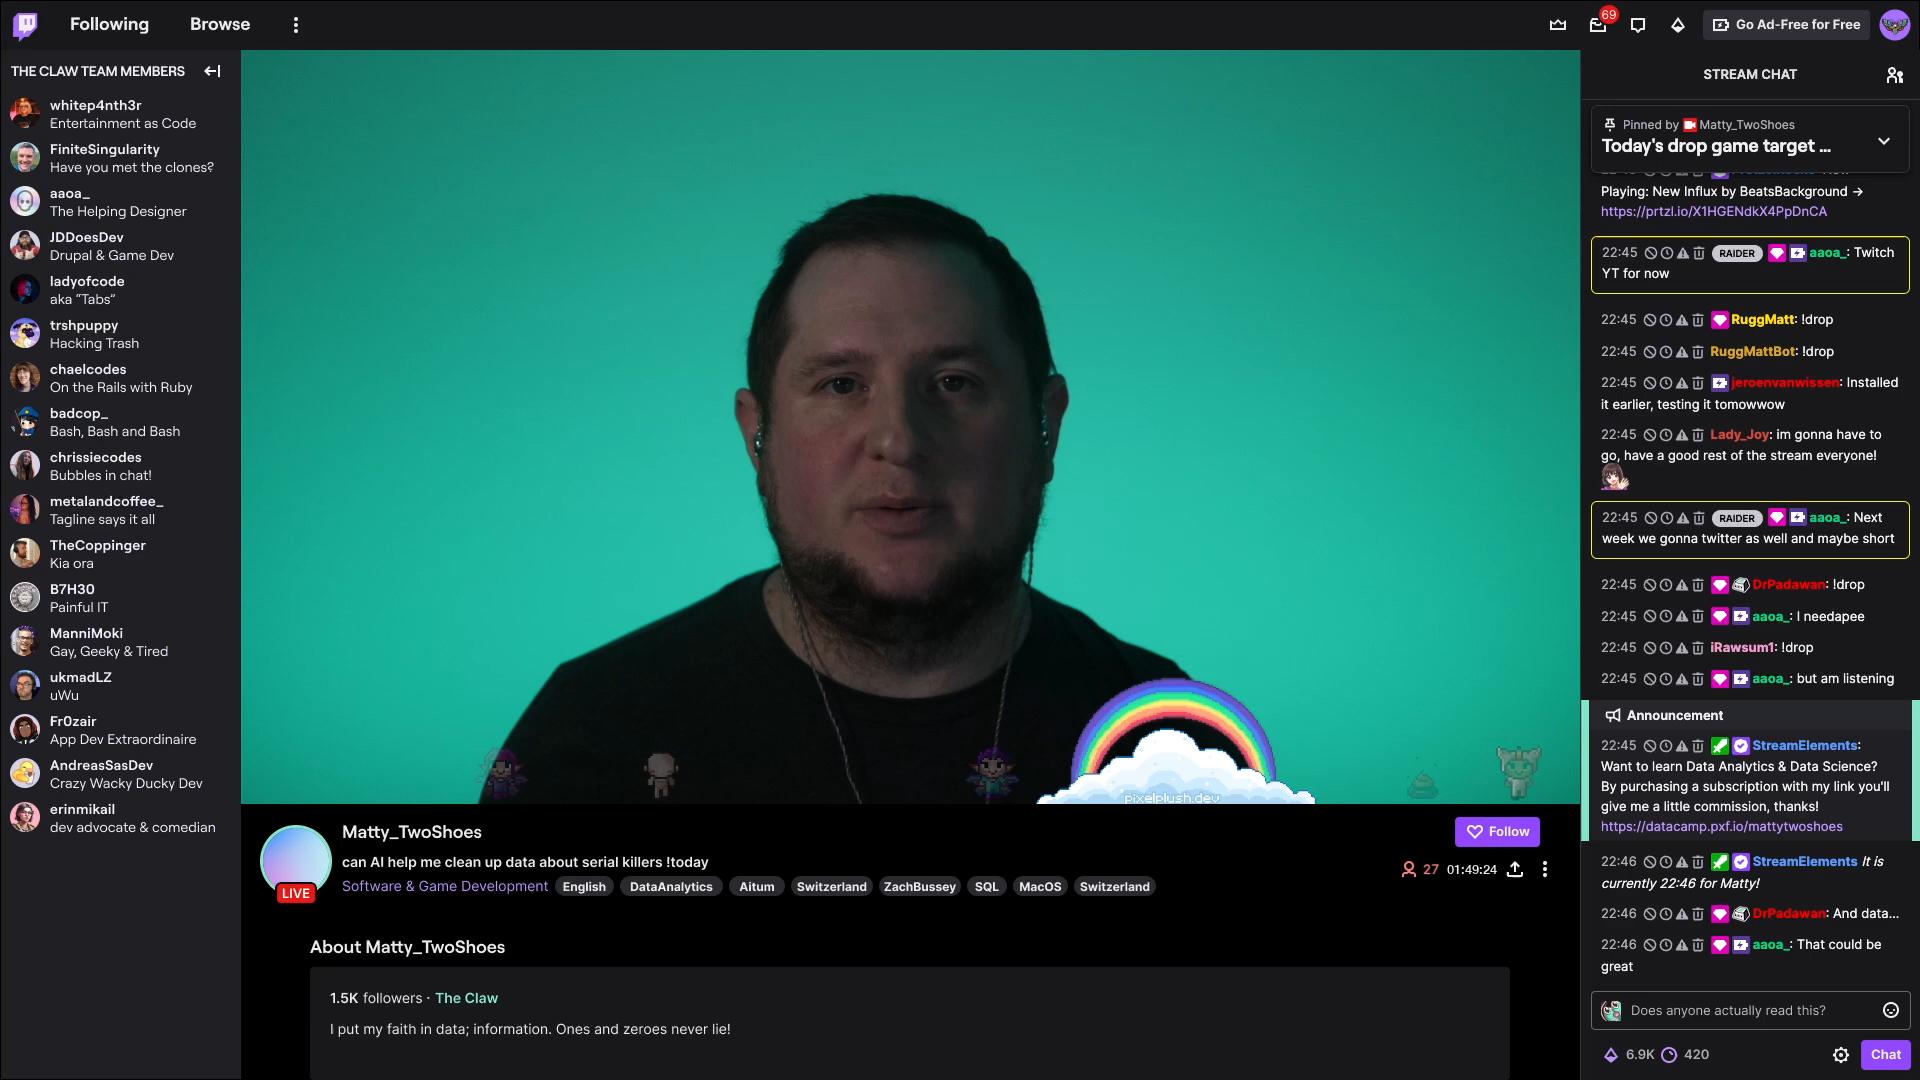 Following
Browse
69
Go Ad-Free for Free
THE CLAW TEAM MEMBERS
whitep4nth3r
Entertainment as Code
FiniteSingularity
Have you met the clones?
aaoa_
The Helping Designer
JDDoesDev
Drupal & Game Dev
ladyofcode
aka "Tabs"
trshpuppy
Hacking Trash
chaelcodes
On the Rails with Ruby
badcop_
Bash, Bash and Bash
chrissiecodes
Bubbles in chat!
metalandcoffee_
Tagline says it all
TheCoppinger
Kia ora
B7H30
Painful IT
ManniMoki
Gay, Geeky & Tired
ukmadLZ
uWu
Fr0zair
App Dev Extraordinaire
AndreasSasDev
Crazy Wacky Ducky Dev
erinmikail
dev advocate & comedian
pixelplush.dev
LIVE
Matty_TwoShoes
can AI help me clean up data about serial killers !today
Software & Game Development English DataAnalytics Aitum Switzerland ZachBussey SQL MacOS Switzerland
Follow
27 01:49:24
About Matty_TwoShoes
1.5K followers · The Claw
I put my faith in data; information. Ones and zeroes never lie!
STREAM CHAT
Pinned by Matty_TwoShoes
Today's drop game target ...
Playing: New Influx by BeatsBackground →
https://prtzl.io/X1HGENdkX4PpDnCA
22:45 RAIDER aaoa_: Twitch
YT for now
22:45 RuggMatt: !drop
22:45 RuggMattBot: !drop
22:45 jeroenvanwissen: Installed
it earlier, testing it tomowwow
22:45 Lady_Joy: im gonna have to
go, have a good rest of the stream everyone!
22:45 RAIDER aaoa_: Next
week we gonna twitter as well and maybe short
22:45 DrPadawan: !drop
22:45 aaoa_: I needapee
22:45 iRawsum1: !drop
22:45 aaoa_: but am listening
Announcement
22:45 StreamElements:
Want to learn Data Analytics & Data Science?
By purchasing a subscription with my link you'll
give me a little commission, thanks!
https://datacamp.pxf.io/mattytwoshoes
22:46 StreamElements It is
currently 22:46 for Matty!
22:46 DrPadawan: And data...
22:46 aaoa_: That could be
great
Does anyone actually read this?
6.9K 420
Chat